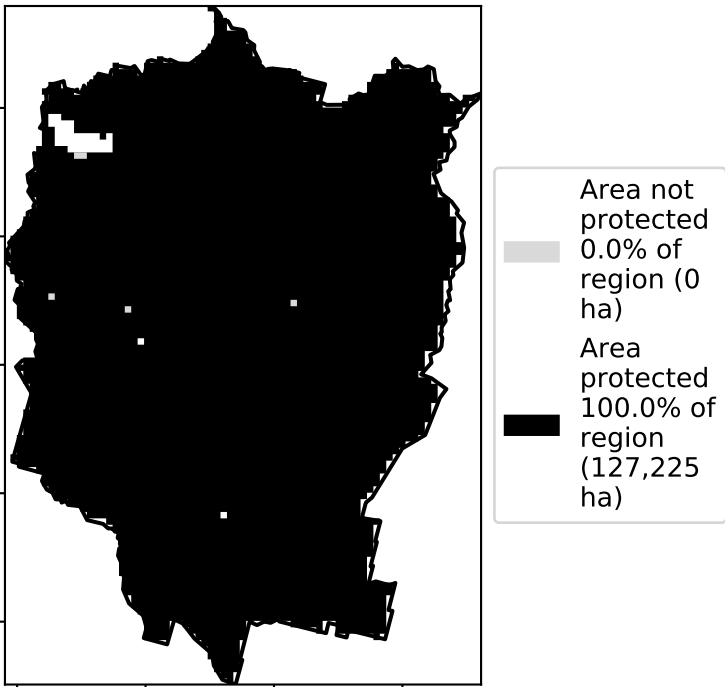 Area not
protected
0.0% of
region (0
ha)
Area
protected
100.0% of
region
(127,225
ha)